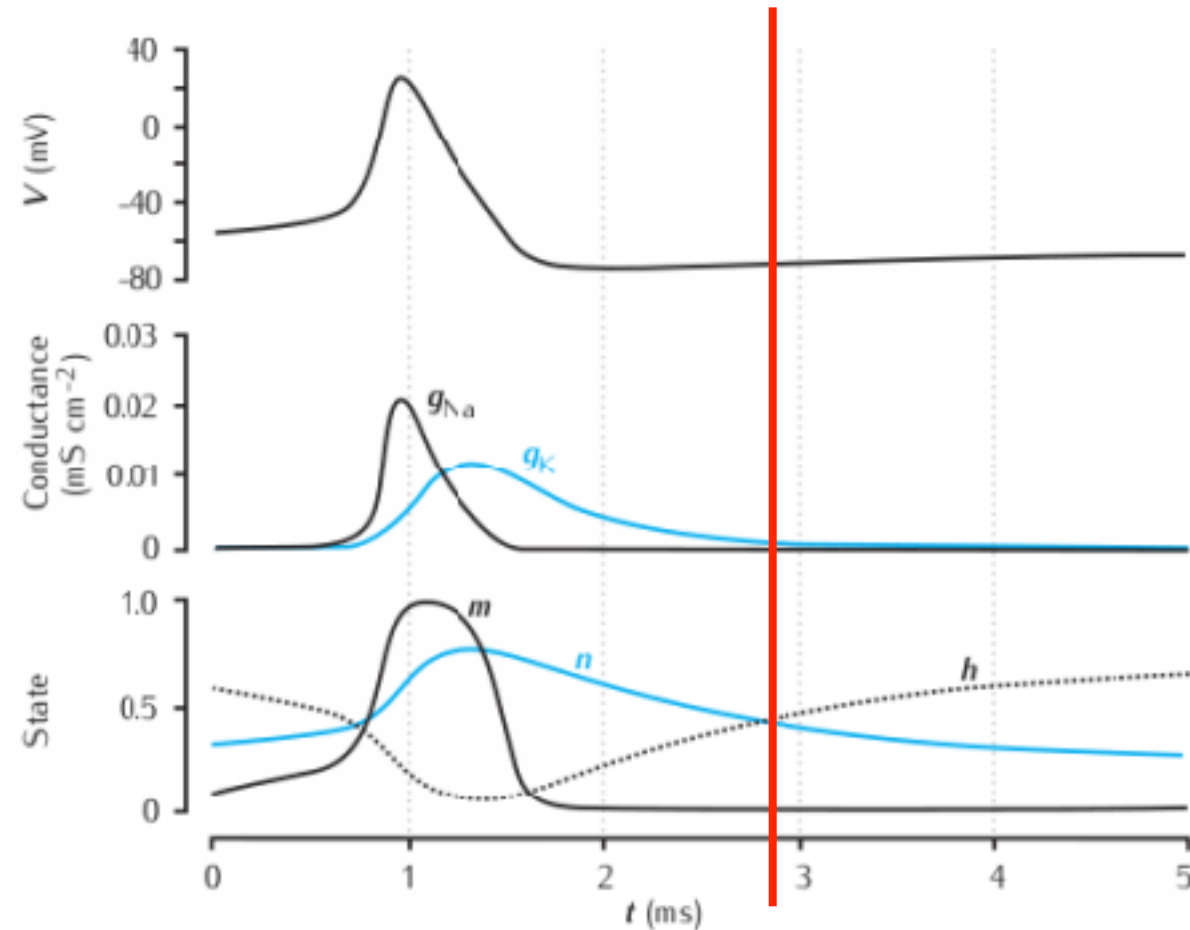 40
0
-40
-80
V (mV)
0.03
0.02
0.01
0
Conductance
(mS cm⁻²)
gNa
gK
1.0
0.5
0
State
m
n
h
0 1 2 3 4 5
t (ms)